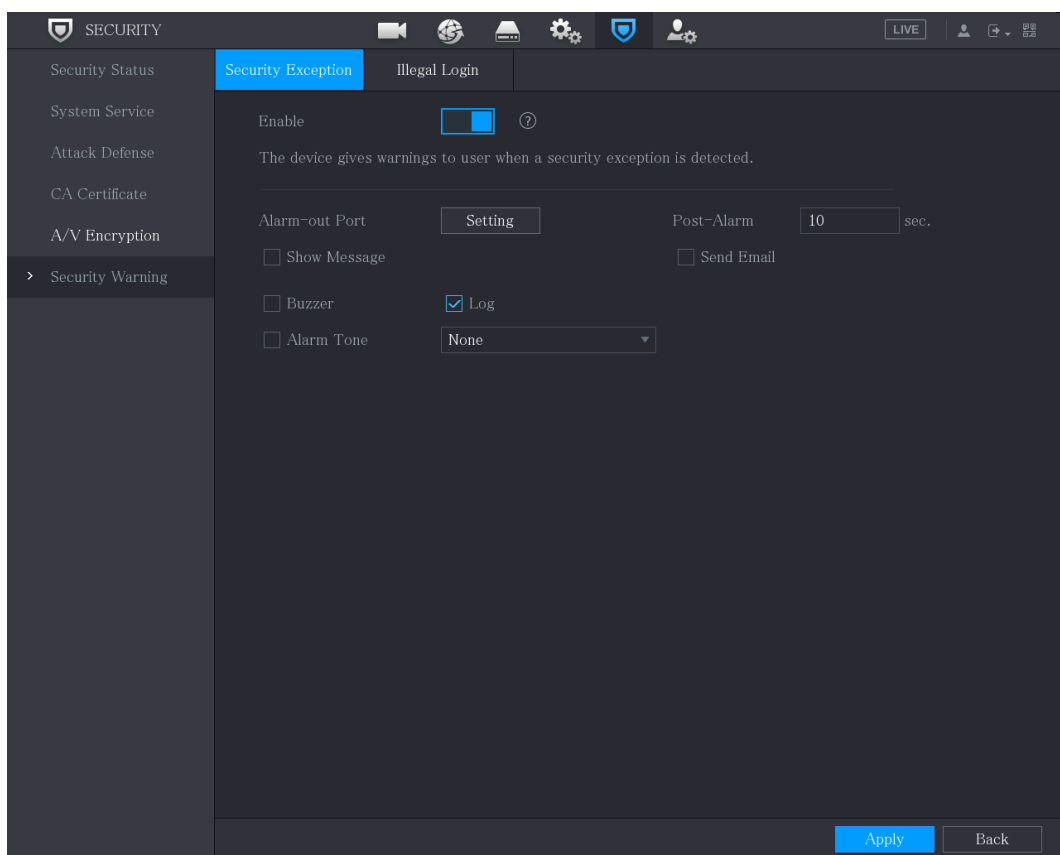 SECURITY
LIVE
Security Status
System Service
Attack Defense
CA Certificate
A/V Encryption
Security Warning
Security Exception Illegal Login
Enable
The device gives warnings to user when a security exception is detected.
Alarm-out Port Setting Post-Alarm 10 sec.
Show Message Send Email
Buzzer Log
Alarm Tone None
Apply Back